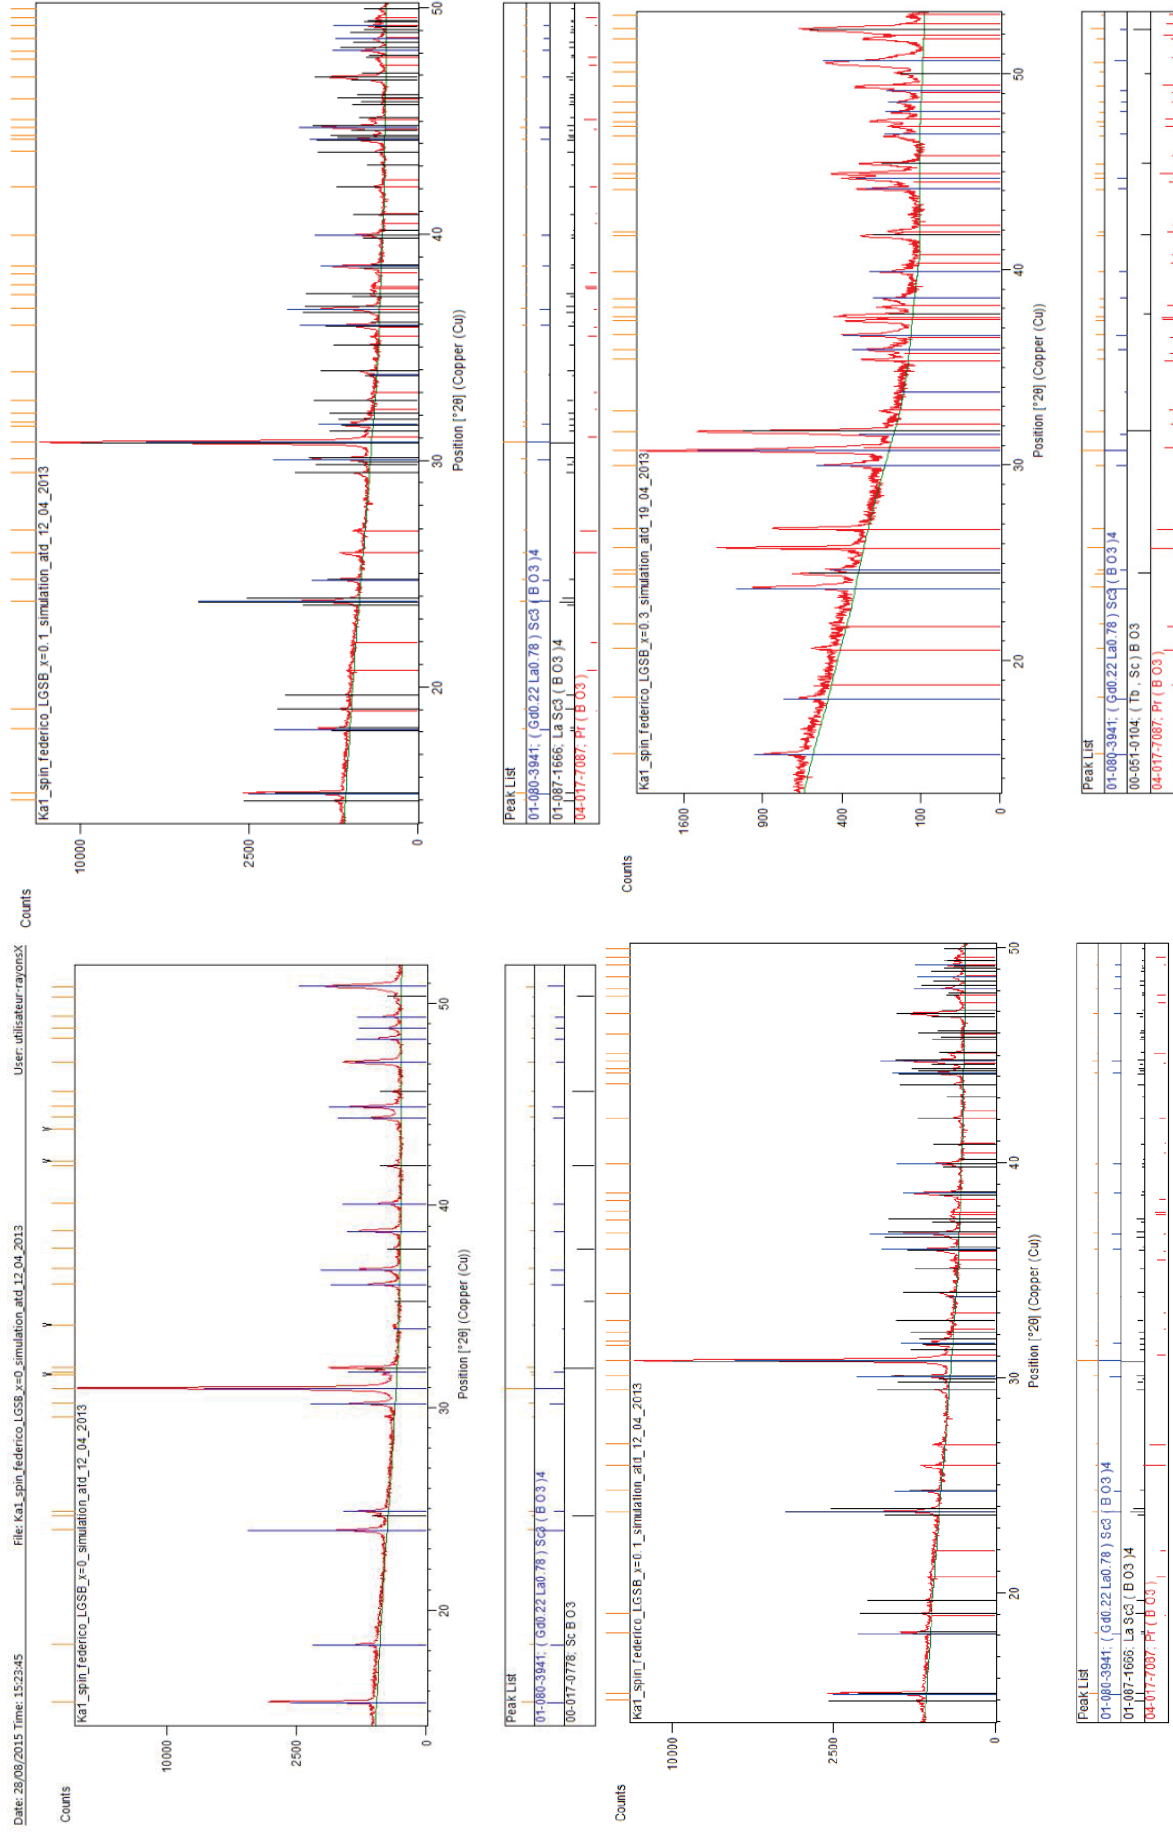 Date: 28/08/2015 Time: 15:23:45 File: Ka1_spin_federico_LGSB_x=0_simulation_atd_12_04_2013 User: utilisateur-rayonsX
Counts
Ka1_spin_federico_LGSB_x=0_simulation_atd_12_04_2013
10000
2500
0
20 30 40 50
Position [°2θ] (Copper (Cu))
Peak List
01-080-3941; ( Gd0.22 La0.78 ) Sc3 ( B O3 )4
00-017-0778; Sc B O3
Counts
Ka1_spin_federico_LGSB_x=0.1_simulation_atd_12_04_2013
10000
2500
0
20 30 40 50
Position [°2θ] (Copper (Cu))
Peak List
01-080-3941; ( Gd0.22 La0.78 ) Sc3 ( B O3 )4
01-087-1666; La Sc3 ( B O3 )4
04-017-7087; Pr ( B O3 )
Counts
Ka1_spin_federico_LGSB_x=0.1_simulation_atd_12_04_2013
10000
2500
0
20 30 40 50
Position [°2θ] (Copper (Cu))
Peak List
01-080-3941; ( Gd0.22 La0.78 ) Sc3 ( B O3 )4
01-087-1666; La Sc3 ( B O3 )4
04-017-7087; Pr ( B O3 )
Counts
Ka1_spin_federico_LGSB_x=0.3_simulation_atd_19_04_2013
1600
900
400
100
0
20 30 40 50
Position [°2θ] (Copper (Cu))
Peak List
01-080-3941; ( Gd0.22 La0.78 ) Sc3 ( B O3 )4
00-051-0104; ( Tb , Sc ) B O3
04-017-7087; Pr ( B O3 )